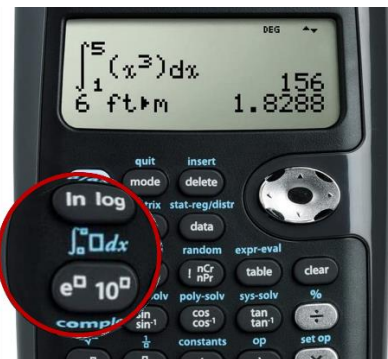 DEG
∫₁⁵(x³)dx
156
6 ft▸m 1.8288
quit insert
mode delete
ln log
stat-reg/distr
data
∫□dx
random expr-eval
! nCr nPr table clear
eº 10º
poly-solv sys-solv %
sin sin⁻¹ cos cos⁻¹ tan tan⁻¹ ÷
constants op set op